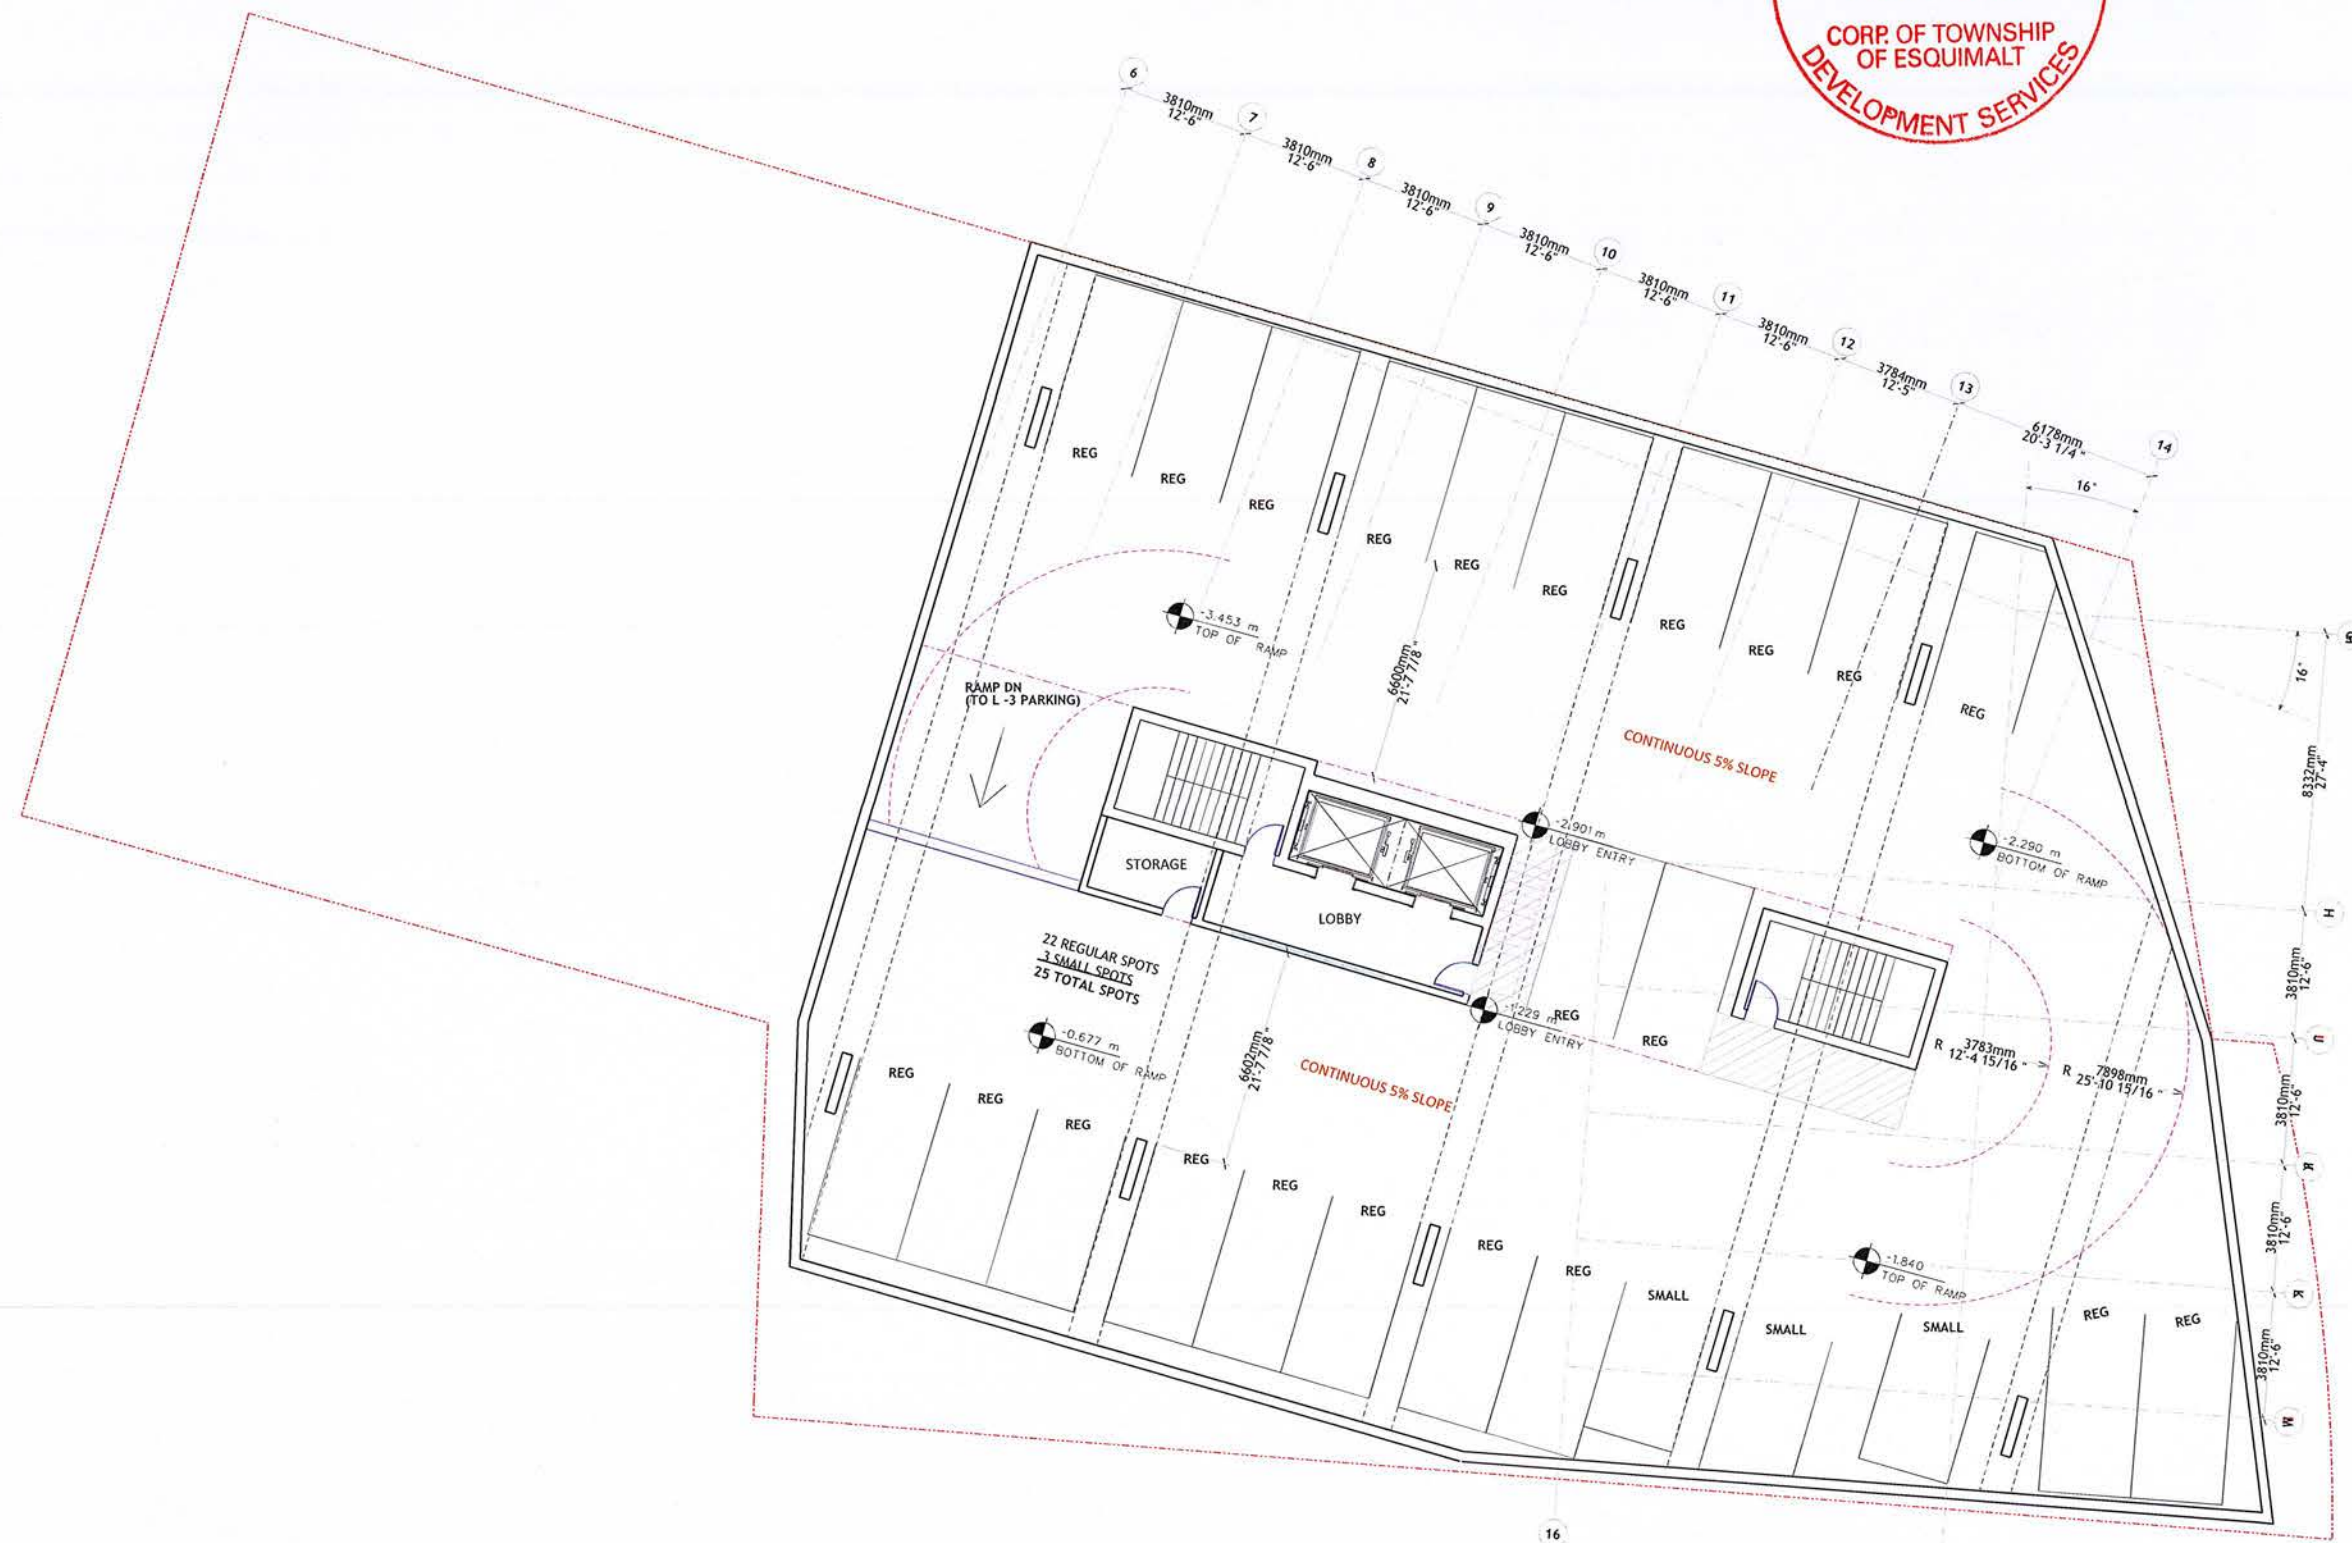 CORP. OF TOWNSHIP
OF ESQUIMALT
DEVELOPMENT SERVICES
6
3810mm
12'-6"
7
3810mm
12'-6"
8
3810mm
12'-6"
9
3810mm
12'-6"
10
3810mm
12'-6"
11
3810mm
12'-6"
12
3784mm
12'-5"
13
6178mm
20'-3 1/4 "
14
16°
REG
REG
REG
REG
REG
REG
REG
REG
REG
REG
-3.453 m
TOP OF RAMP
6600mm
21'-7 7/8 "
RAMP DN
(TO L -3 PARKING)
CONTINUOUS 5% SLOPE
-2.901 m
LOBBY ENTRY
-2.290 m
BOTTOM OF RAMP
16°
8332mm
27'-4"
H
STORAGE
LOBBY
22 REGULAR SPOTS
3 SMALL SPOTS
25 TOTAL SPOTS
-0.677 m
BOTTOM OF RAMP
6602mm
21'-7 7/8 "
-1.229 m
LOBBY ENTRY
REG
REG
CONTINUOUS 5% SLOPE
R 3783mm
12'-4 15/16 "
R 7898mm
25'-10 15/16 "
3810mm
12'-6"
3810mm
12'-6"
3810mm
12'-6"
K
3810mm
12'-6"
M
REG
REG
REG
REG
REG
REG
REG
REG
SMALL
SMALL
SMALL
REG
REG
-1.840
TOP OF RAMP
16